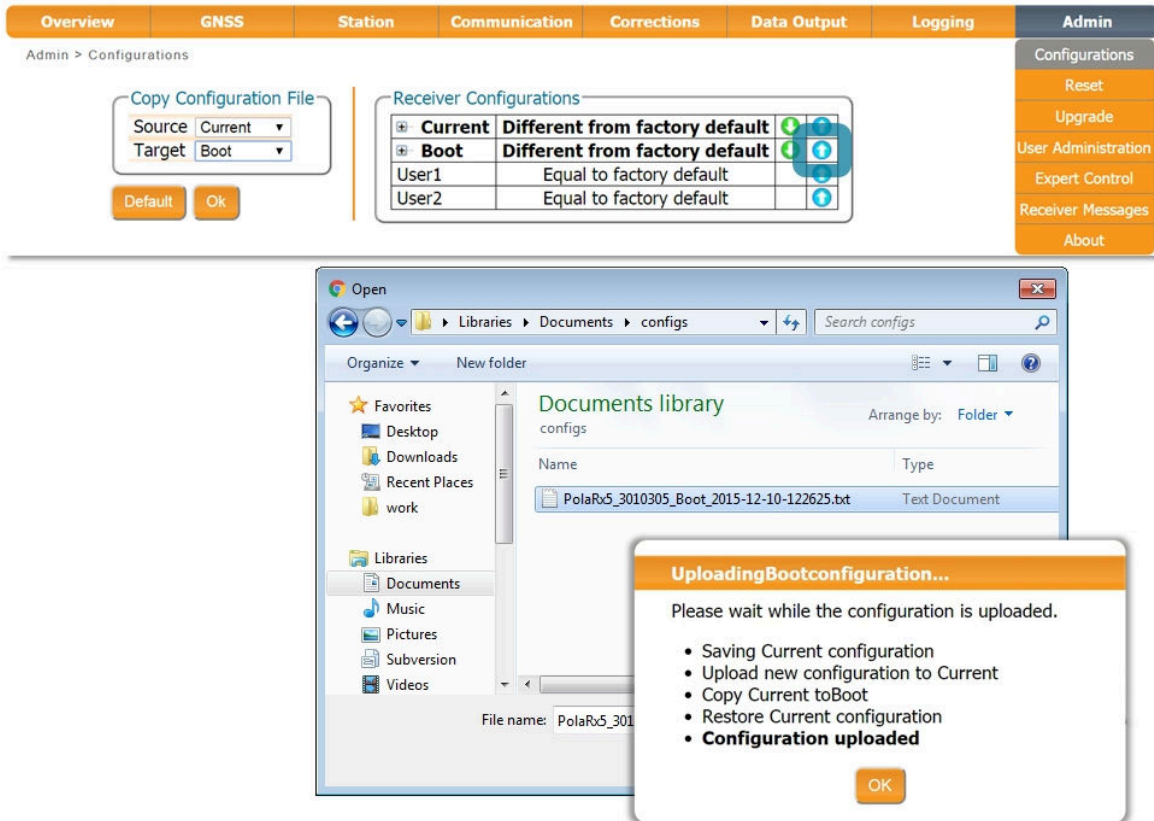 Overview GNSS Station Communication Corrections Data Output Logging Admin
Admin > Configurations
Configurations
Reset
Upgrade
User Administration
Expert Control
Receiver Messages
About
Copy Configuration File
Source Current
Target Boot
Default Ok
Receiver Configurations
Current Different from factory default
Boot Different from factory default
User1 Equal to factory default
User2 Equal to factory default
Open
Libraries Documents configs Search configs
Organize New folder
Favorites
Desktop
Downloads
Recent Places
work
Libraries
Documents
Music
Pictures
Subversion
Videos
Documents library
configs
Arrange by: Folder
Name Type
PolaRx5_3010305_Boot_2015-12-10-122625.txt Text Document
File name: PolaRx5_301
UploadingBootconfiguration...
Please wait while the configuration is uploaded.
• Saving Current configuration
• Upload new configuration to Current
• Copy Current toBoot
• Restore Current configuration
• Configuration uploaded
OK